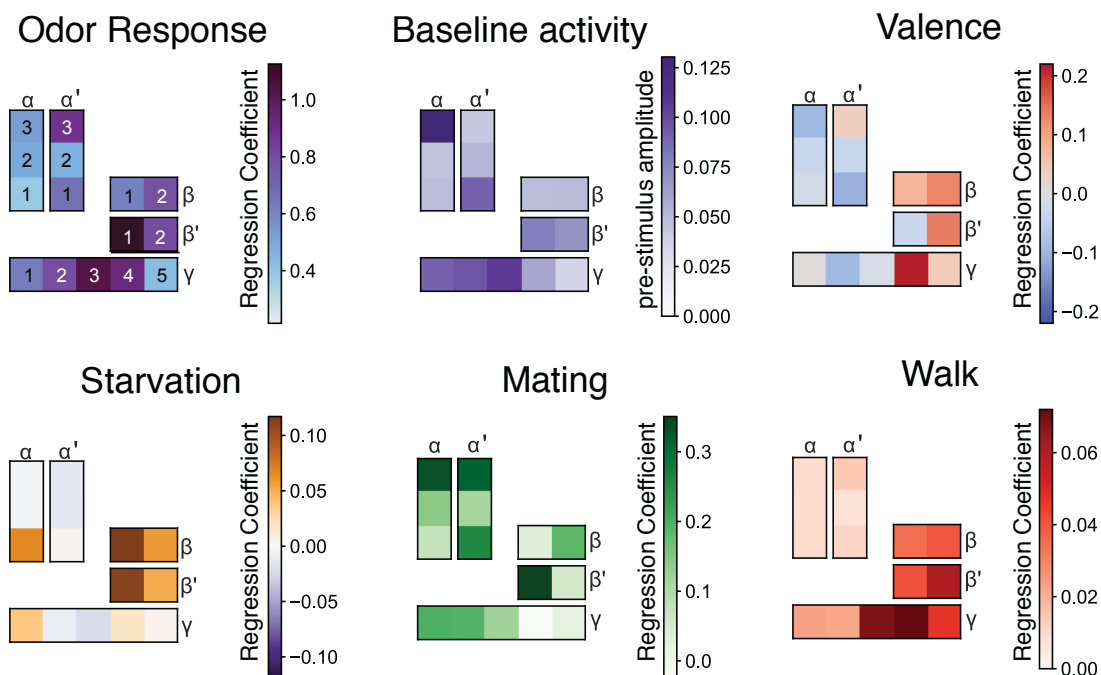 Odor Response
α α'
3 3
2 2
1 1
1 2 β
1 2 β'
1 2 3 4 5 γ
Regression Coefficient
1.0
0.8
0.6
0.4
Baseline activity
α α'
β
β'
γ
pre-stimulus amplitude
0.125
0.100
0.075
0.050
0.025
0.000
Valence
α α'
β
β'
γ
Regression Coefficient
0.2
0.1
0.0
−0.1
−0.2
Starvation
α α'
β
β'
γ
Regression Coefficient
0.10
0.05
0.00
−0.05
−0.10
Mating
α α'
β
β'
γ
Regression Coefficient
0.3
0.2
0.1
0.0
Walk
α α'
β
β'
γ
Regression Coefficient
0.06
0.04
0.02
0.00